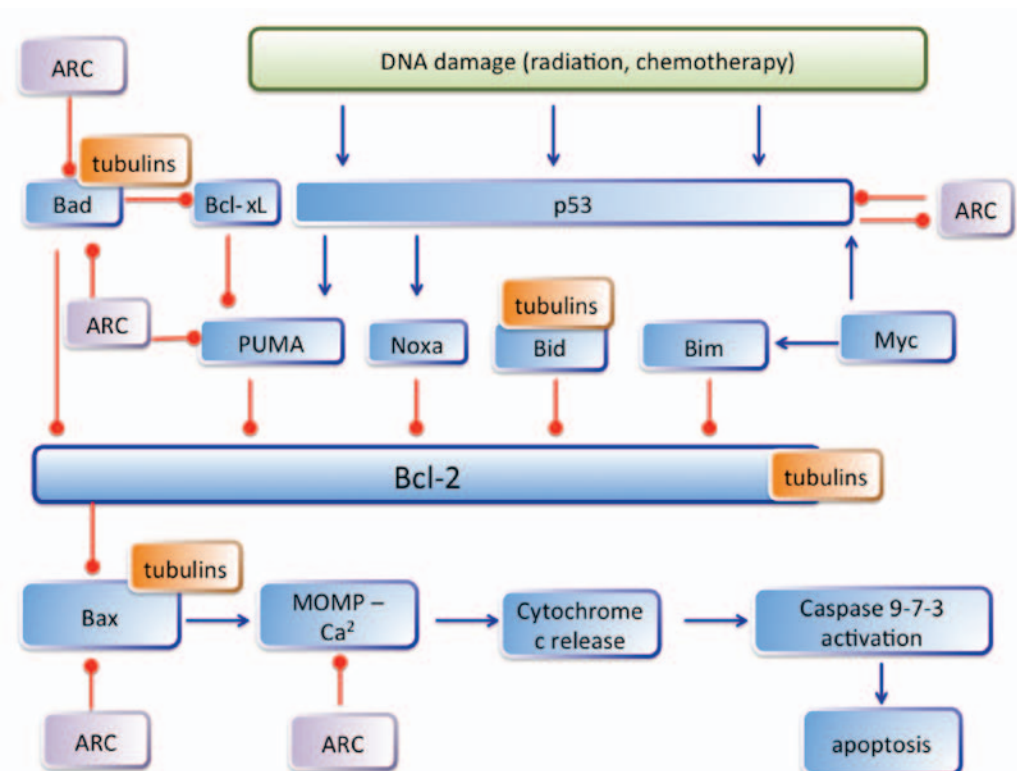 ARC
DNA damage (radiation, chemotherapy)
tubulins
Bad
Bcl-xL
p53
ARC
tubulins
ARC
PUMA
Noxa
Bid
Bim
Myc
Bcl-2
tubulins
tubulins
Bax
MOMP –
Ca²
Cytochrome
c release
Caspase 9-7-3
activation
ARC
ARC
apoptosis